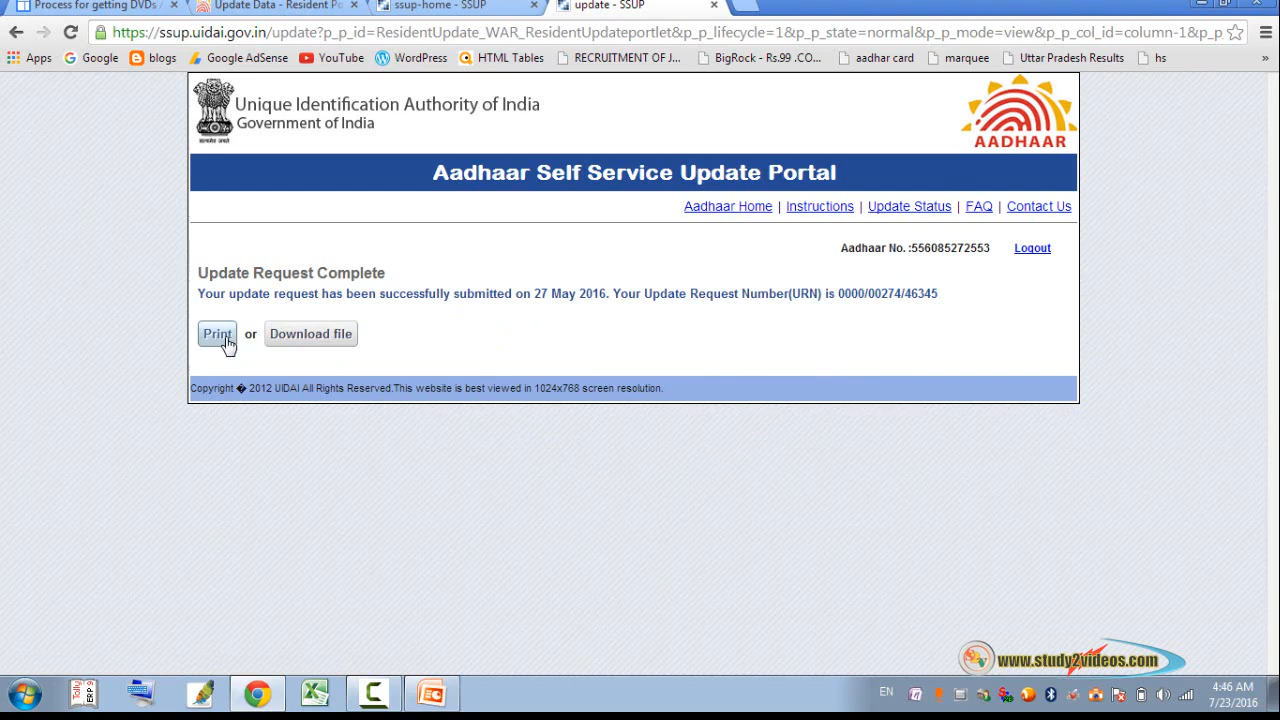 Process for getting DVDs /
Update Data - Resident Po
ssup-home - SSUP
update - SSUP
https://ssup.uidai.gov.in/update?p_p_id=ResidentUpdate_WAR_ResidentUpdateportlet&p_p_lifecycle=1&p_p_state=normal&p_p_mode=view&p_p_col_id=column-1&p_p_
Apps Google blogs Google AdSense YouTube WordPress HTML Tables RECRUITMENT OF J... BigRock - Rs.99 .CO... aadhar card marquee Uttar Pradesh Results hs »
Unique Identification Authority of India
Government of India
सत्यमेव जयते
AADHAAR
Aadhaar Self Service Update Portal
Aadhaar Home | Instructions | Update Status | FAQ | Contact Us
Aadhaar No. :556085272553 Logout
Update Request Complete
Your update request has been successfully submitted on 27 May 2016. Your Update Request Number(URN) is 0000/00274/46345
Print or Download file
Copyright � 2012 UIDAI All Rights Reserved.This website is best viewed in 1024x768 screen resolution.
www.study2videos.com
EN
4:46 AM
7/23/2016